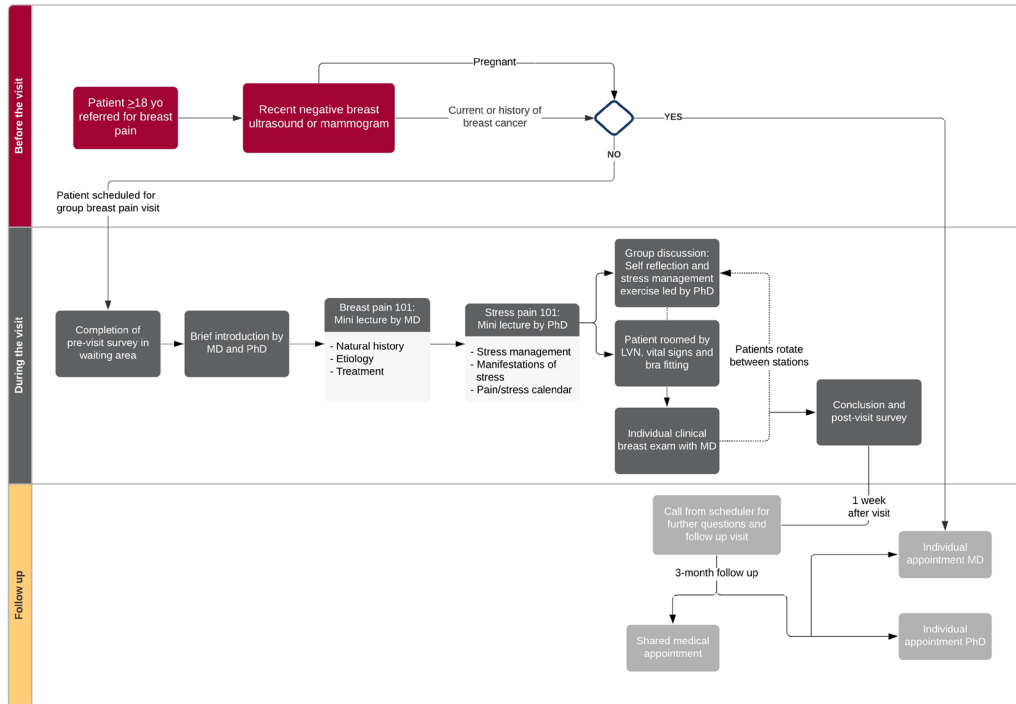 Before the visit
Pregnant
Patient ≥18 yo
referred for breast
pain
Recent negative breast
ultrasound or mammogram
Current or history of
breast cancer
YES
NO
Patient scheduled for
group breast pain visit
During the visit
Completion of
pre-visit survey in
waiting area
Brief introduction by
MD and PhD
Breast pain 101:
Mini lecture by MD
- Natural history
- Etiology
- Treatment
Stress pain 101:
Mini lecture by PhD
- Stress management
- Manifestations of
stress
- Pain/stress calendar
Group discussion:
Self reflection and
stress management
exercise led by PhD
Patient roomed by
LVN, vital signs and
bra fitting
Individual clinical
breast exam with MD
Patients rotate
between stations
Conclusion and
post-visit survey
Follow up
1 week
after visit
Call from scheduler for
further questions and
follow up visit
3-month follow up
Shared medical
appointment
Individual
appointment MD
Individual
appointment PhD